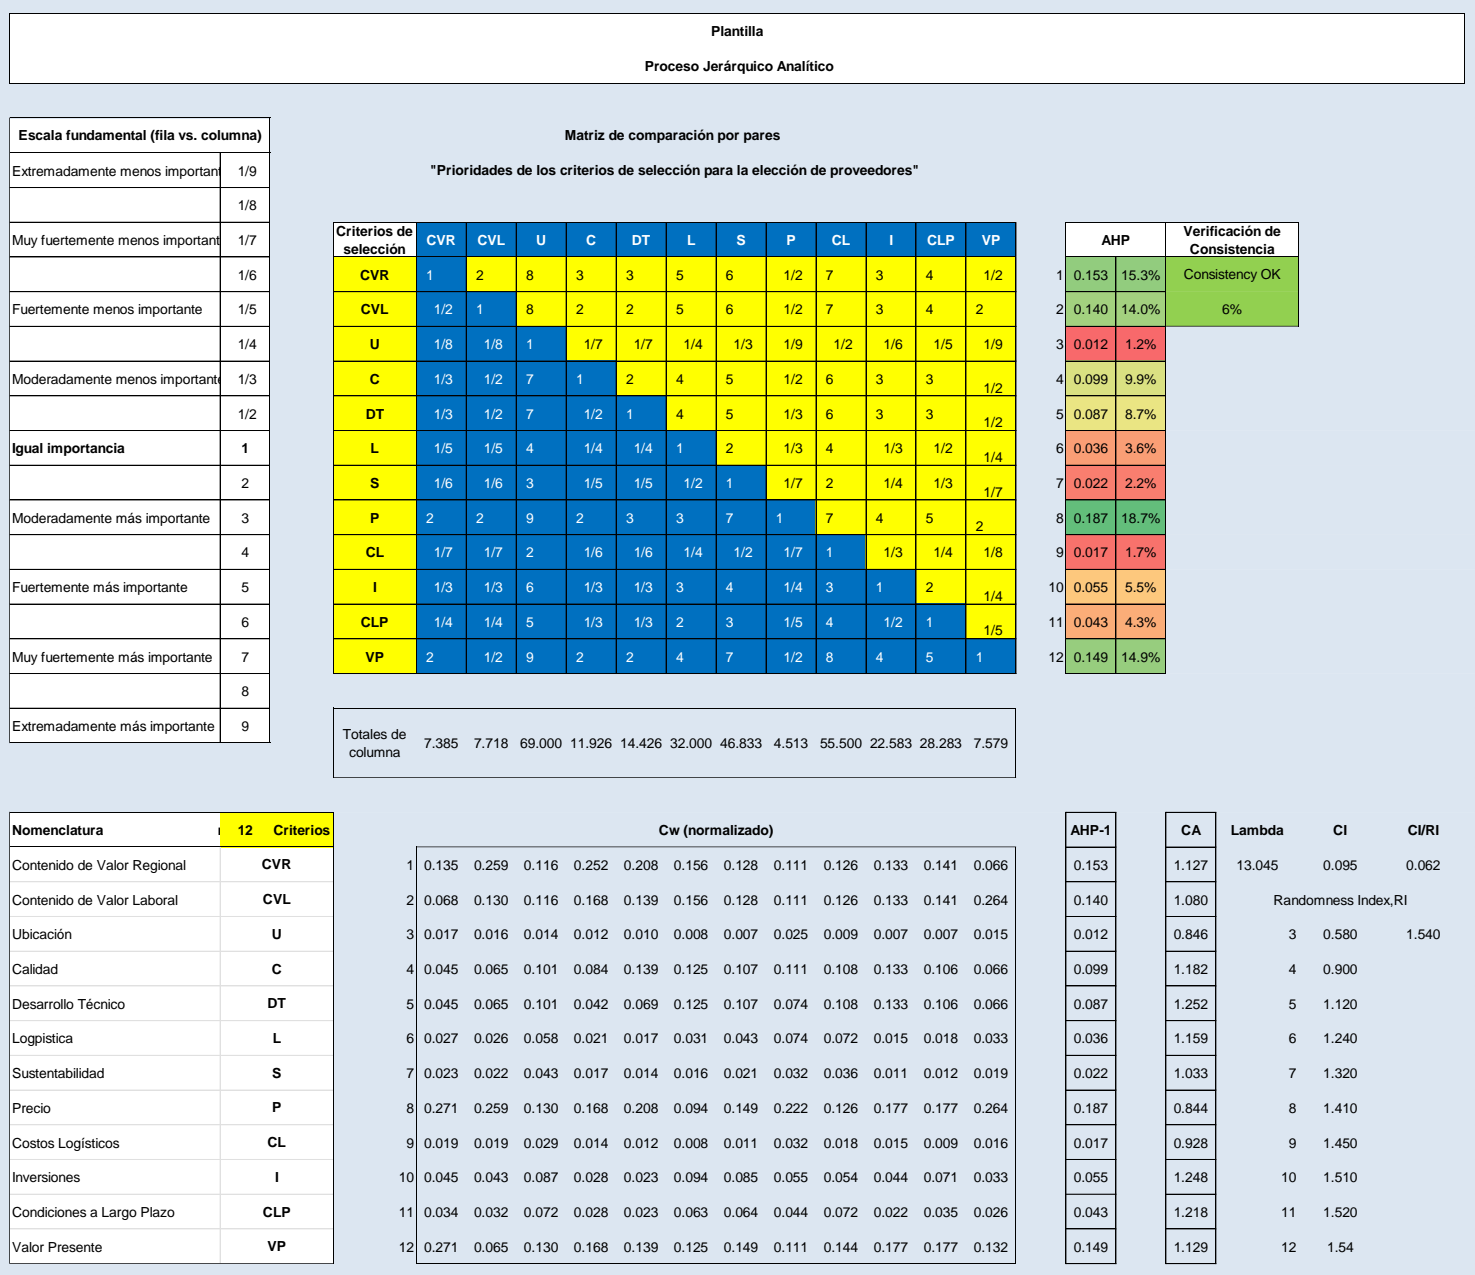 Plantilla
Proceso Jerárquico Analítico
Escala fundamental (fila vs. columna)
Extremadamente menos important 1/9
1/8
Muy fuertemente menos important 1/7
1/6
Fuertemente menos importante 1/5
1/4
Moderadamente menos importante 1/3
1/2
Igual importancia 1
2
Moderadamente más importante 3
4
Fuertemente más importante 5
6
Muy fuertemente más importante 7
8
Extremadamente más importante 9
Matriz de comparación por pares
"Prioridades de los criterios de selección para la elección de proveedores"
Criterios de selección CVR CVL U C DT L S P CL I CLP VP
CVR 1 2 8 3 3 5 6 1/2 7 3 4 1/2
CVL 1/2 1 8 2 2 5 6 1/2 7 3 4 2
U 1/8 1/8 1 1/7 1/7 1/4 1/3 1/9 1/2 1/6 1/5 1/9
C 1/3 1/2 7 1 2 4 5 1/2 6 3 3 1/2
DT 1/3 1/2 7 1/2 1 4 5 1/3 6 3 3 1/2
L 1/5 1/5 4 1/4 1/4 1 2 1/3 4 1/3 1/2 1/4
S 1/6 1/6 3 1/5 1/5 1/2 1 1/7 2 1/4 1/3 1/7
P 2 2 9 2 3 3 7 1 7 4 5 2
CL 1/7 1/7 2 1/6 1/6 1/4 1/2 1/7 1 1/3 1/4 1/8
I 1/3 1/3 6 1/3 1/3 3 4 1/4 3 1 2 1/4
CLP 1/4 1/4 5 1/3 1/3 2 3 1/5 4 1/2 1 1/5
VP 2 1/2 9 2 2 4 7 1/2 8 4 5 1
Totales de columna 7.385 7.718 69.000 11.926 14.426 32.000 46.833 4.513 55.500 22.583 28.283 7.579
AHP
1 0.153 15.3%
2 0.140 14.0%
3 0.012 1.2%
4 0.099 9.9%
5 0.087 8.7%
6 0.036 3.6%
7 0.022 2.2%
8 0.187 18.7%
9 0.017 1.7%
10 0.055 5.5%
11 0.043 4.3%
12 0.149 14.9%
Verificación de
Consistencia
Consistency OK
6%
Nomenclatura 12 Criterios
Contenido de Valor Regional CVR
Contenido de Valor Laboral CVL
Ubicación U
Calidad C
Desarrollo Técnico DT
Logpistica L
Sustentabilidad S
Precio P
Costos Logísticos CL
Inversiones I
Condiciones a Largo Plazo CLP
Valor Presente VP
Cw (normalizado)
1 0.135 0.259 0.116 0.252 0.208 0.156 0.128 0.111 0.126 0.133 0.141 0.066
2 0.068 0.130 0.116 0.168 0.139 0.156 0.128 0.111 0.126 0.133 0.141 0.264
3 0.017 0.016 0.014 0.012 0.010 0.008 0.007 0.025 0.009 0.007 0.007 0.015
4 0.045 0.065 0.101 0.084 0.139 0.125 0.107 0.111 0.108 0.133 0.106 0.066
5 0.045 0.065 0.101 0.042 0.069 0.125 0.107 0.074 0.108 0.133 0.106 0.066
6 0.027 0.026 0.058 0.021 0.017 0.031 0.043 0.074 0.072 0.015 0.018 0.033
7 0.023 0.022 0.043 0.017 0.014 0.016 0.021 0.032 0.036 0.011 0.012 0.019
8 0.271 0.259 0.130 0.168 0.208 0.094 0.149 0.222 0.126 0.177 0.177 0.264
9 0.019 0.019 0.029 0.014 0.012 0.008 0.011 0.032 0.018 0.015 0.009 0.016
10 0.045 0.043 0.087 0.028 0.023 0.094 0.085 0.055 0.054 0.044 0.071 0.033
11 0.034 0.032 0.072 0.028 0.023 0.063 0.064 0.044 0.072 0.022 0.035 0.026
12 0.271 0.065 0.130 0.168 0.139 0.125 0.149 0.111 0.144 0.177 0.177 0.132
AHP-1
0.153
0.140
0.012
0.099
0.087
0.036
0.022
0.187
0.017
0.055
0.043
0.149
CA
1.127
1.080
0.846
1.182
1.252
1.159
1.033
0.844
0.928
1.248
1.218
1.129
Lambda CI CI/RI
13.045 0.095 0.062
Randomness Index,RI
3 0.580 1.540
4 0.900
5 1.120
6 1.240
7 1.320
8 1.410
9 1.450
10 1.510
11 1.520
12 1.54